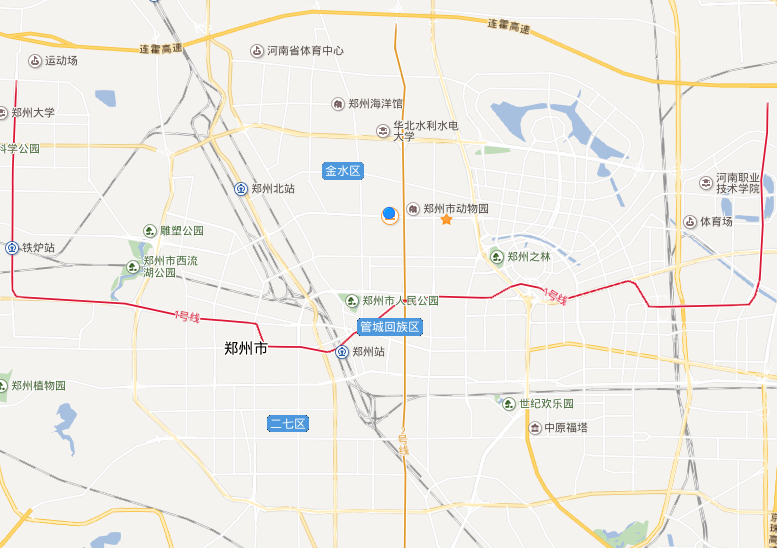 连霍高速
连霍高速
运动场
河南省体育中心
郑州大学
郑州海洋馆
华北水利水电
大学
科学公园
金水区
郑州北站
河南职业
技术学院
郑州市动物园
体育场
雕塑公园
铁炉站
郑州市西流
湖公园
郑州之林
1号线
郑州市人民公园
1号线
管城回族区
郑州市
郑州站
郑州植物园
世纪欢乐园
二七区
中原福塔
2号线
京
珠
高